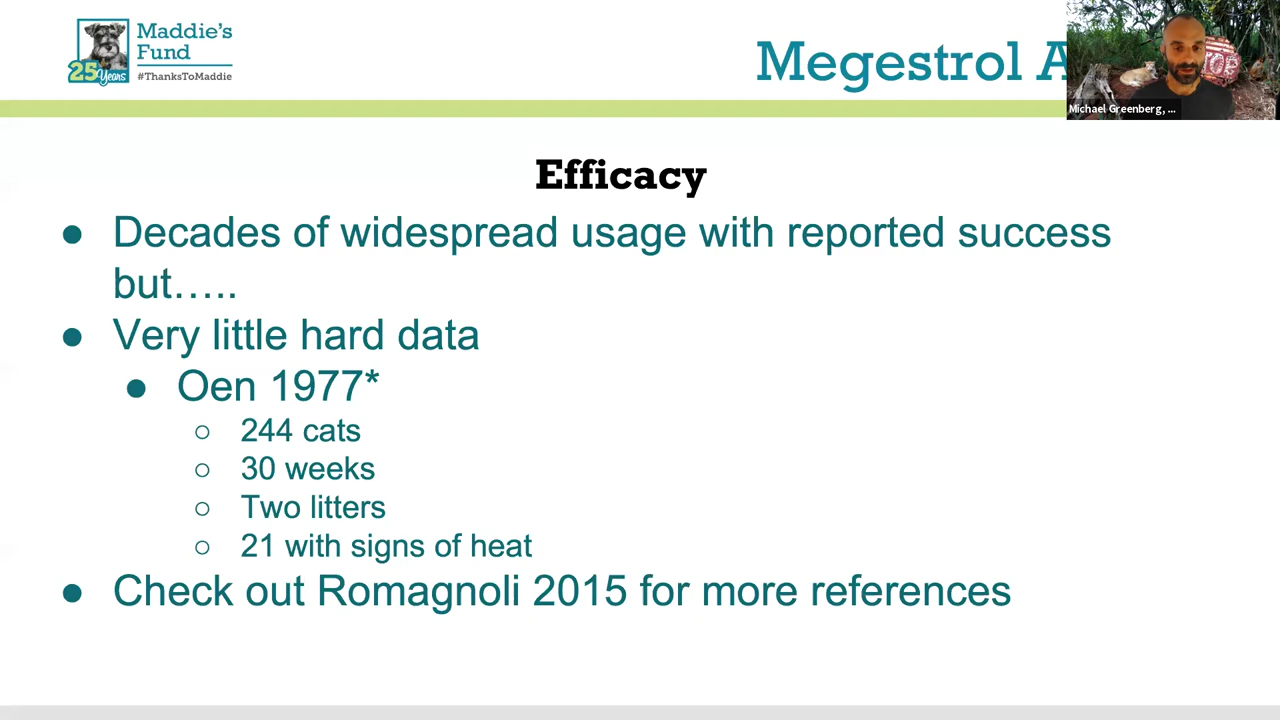 Maddie's
Fund
25 Years
#ThanksToMaddie
Megestrol A
Michael Greenberg, ...
Efficacy
● Decades of widespread usage with reported success
but.....
● Very little hard data
● Oen 1977*
○ 244 cats
○ 30 weeks
○ Two litters
○ 21 with signs of heat
● Check out Romagnoli 2015 for more references